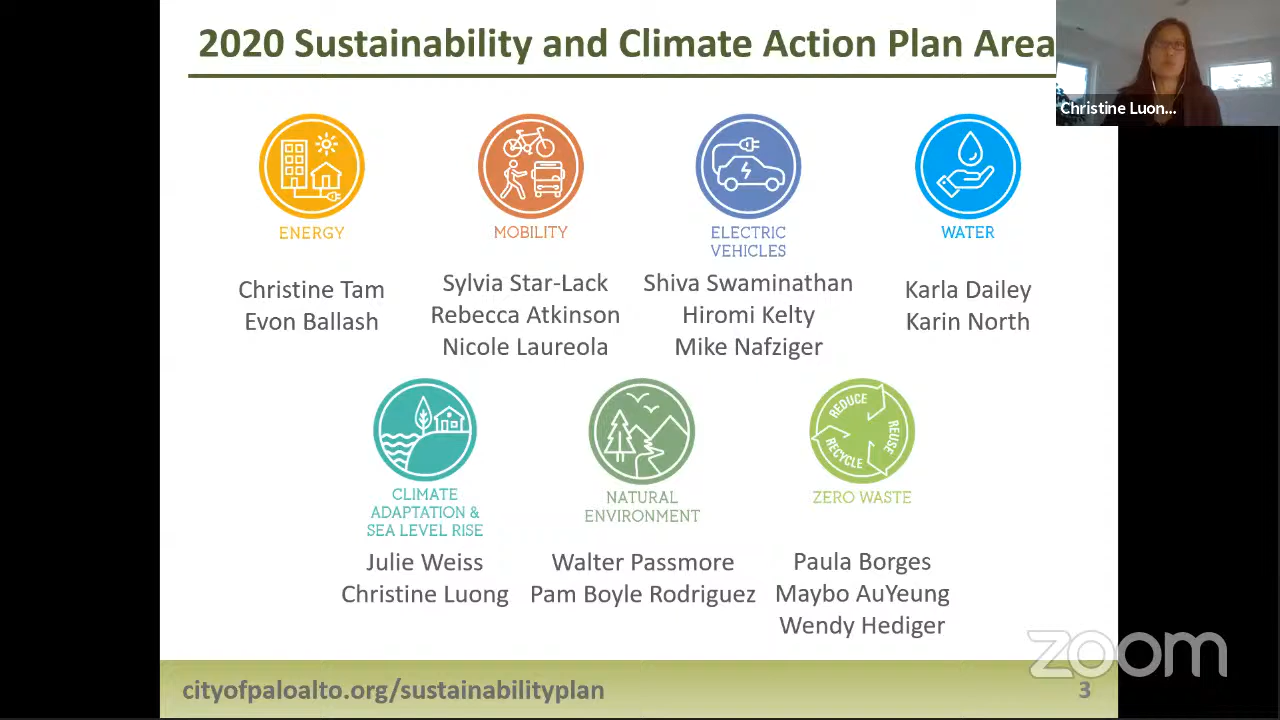 2020 Sustainability and Climate Action Plan Area
Christine Luon...
ENERGY
MOBILITY
ELECTRIC
VEHICLES
WATER
Christine Tam
Evon Ballash
Sylvia Star-Lack
Rebecca Atkinson
Nicole Laureola
Shiva Swaminathan
Hiromi Kelty
Mike Nafziger
Karla Dailey
Karin North
REDUCE
REUSE
RECYCLE
CLIMATE
ADAPTATION &
SEA LEVEL RISE
NATURAL
ENVIRONMENT
ZERO WASTE
Julie Weiss
Christine Luong
Walter Passmore
Pam Boyle Rodriguez
Paula Borges
Maybo AuYeung
Wendy Hediger
zoom
cityofpaloalto.org/sustainabilityplan
3